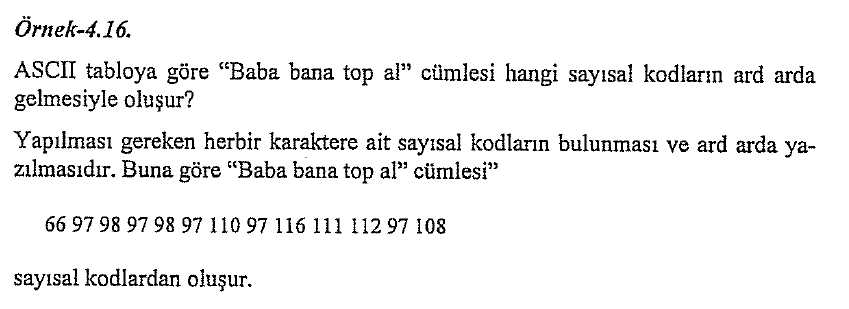 Örnek-4.16.
ASCII tabloya göre “Baba bana top al” cümlesi hangi sayısal kodların ard arda
gelmesiyle oluşur?
Yapılması gereken herbir karaktere ait sayısal kodların bulunması ve ard arda ya-
zılmasıdır. Buna göre “Baba bana top al” cümlesi”
66 97 98 97 98 97 110 97 116 111 112 97 108
sayısal kodlardan oluşur.